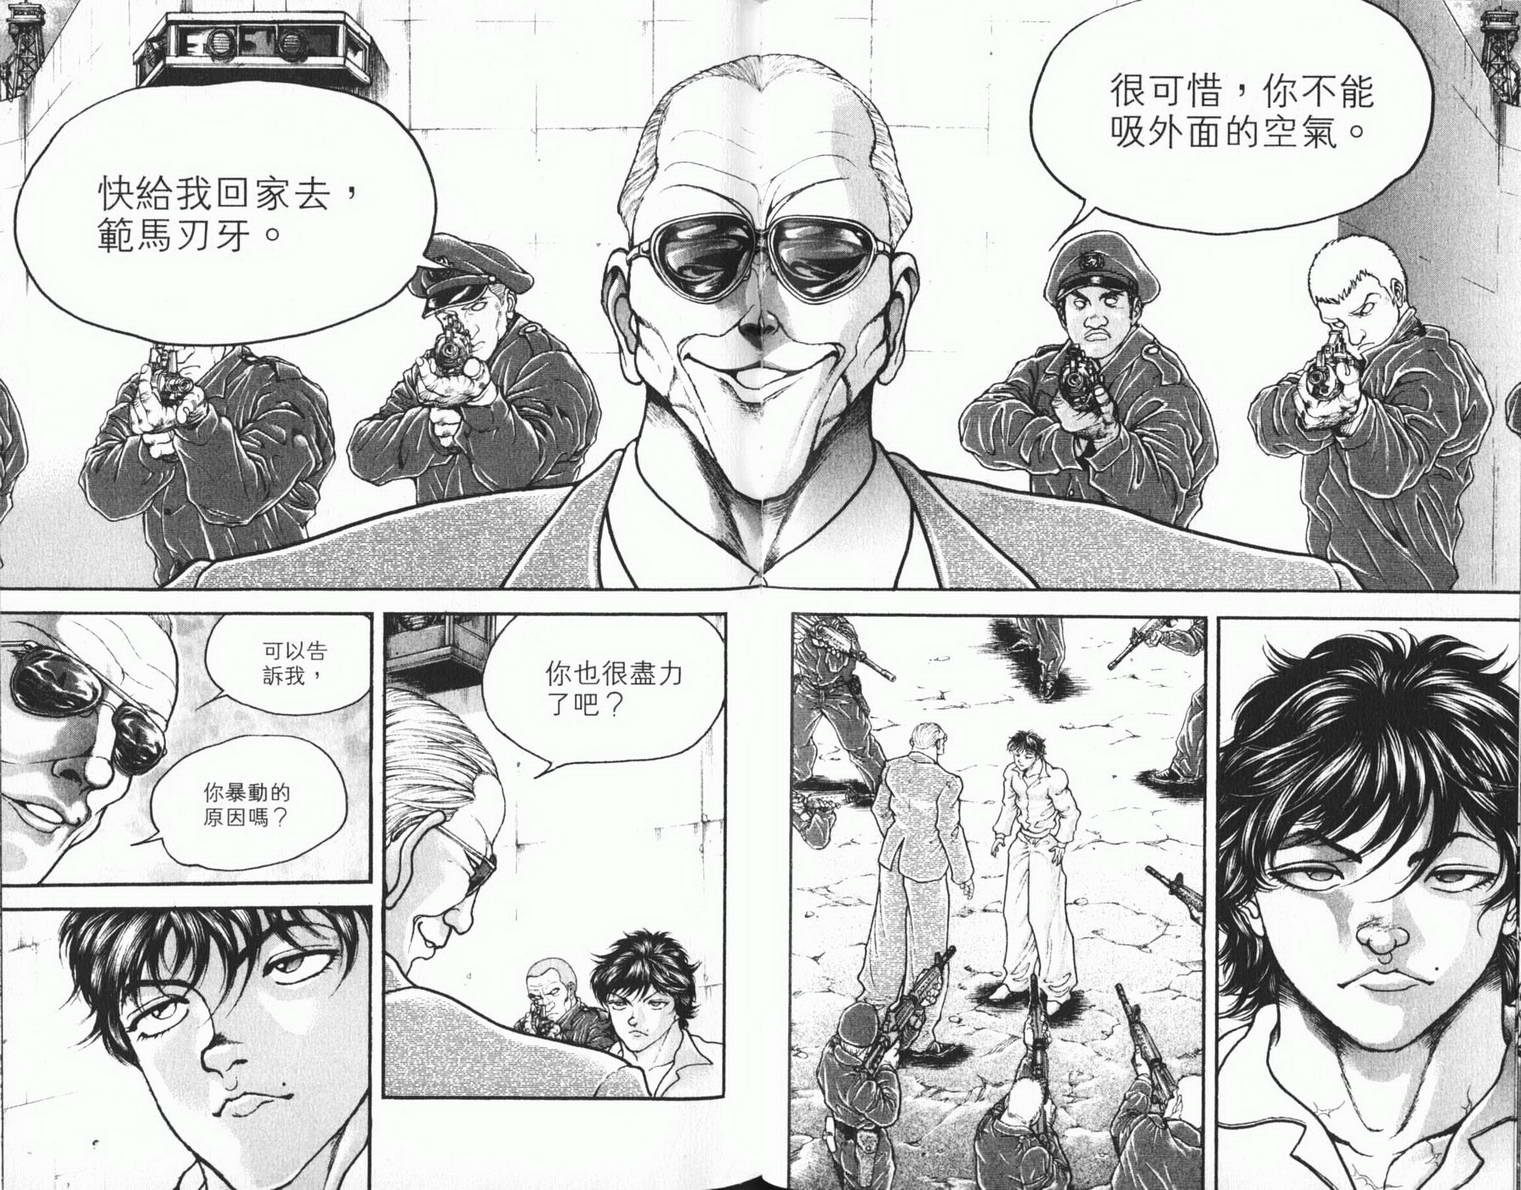 很可惜，你不能
吸外面的空氣。
快給我回家去，
範馬刃牙。
你也很盡力
了吧？
可以告
訴我，
你暴動的
原因嗎？